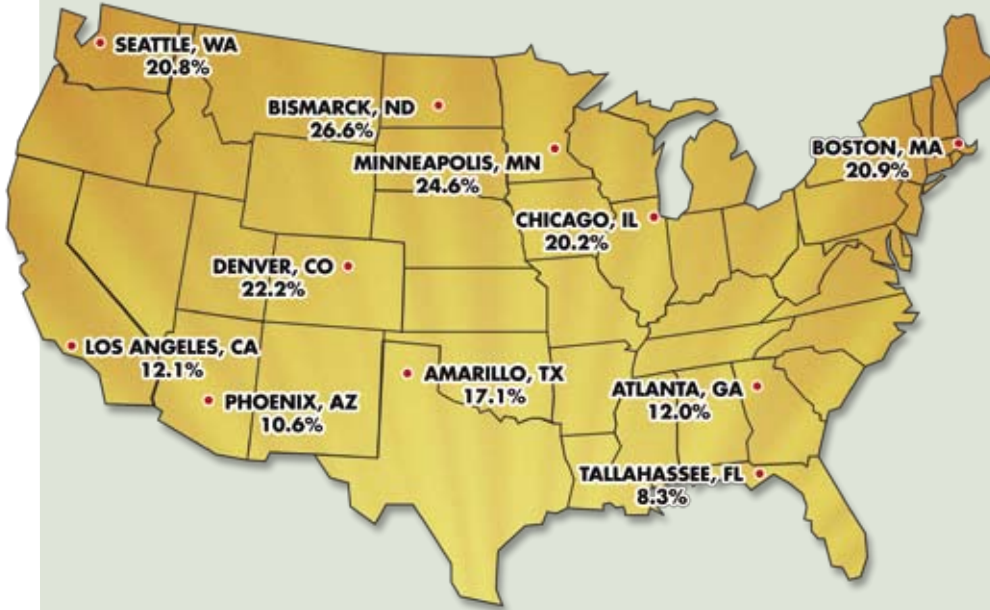 SEATTLE, WA
20.8%
BISMARCK, ND
26.6%
MINNEAPOLIS, MN
24.6%
BOSTON, MA
20.9%
CHICAGO, IL
20.2%
DENVER, CO
22.2%
LOS ANGELES, CA
12.1%
PHOENIX, AZ
10.6%
AMARILLO, TX
17.1%
ATLANTA, GA
12.0%
TALLAHASSEE, FL
8.3%